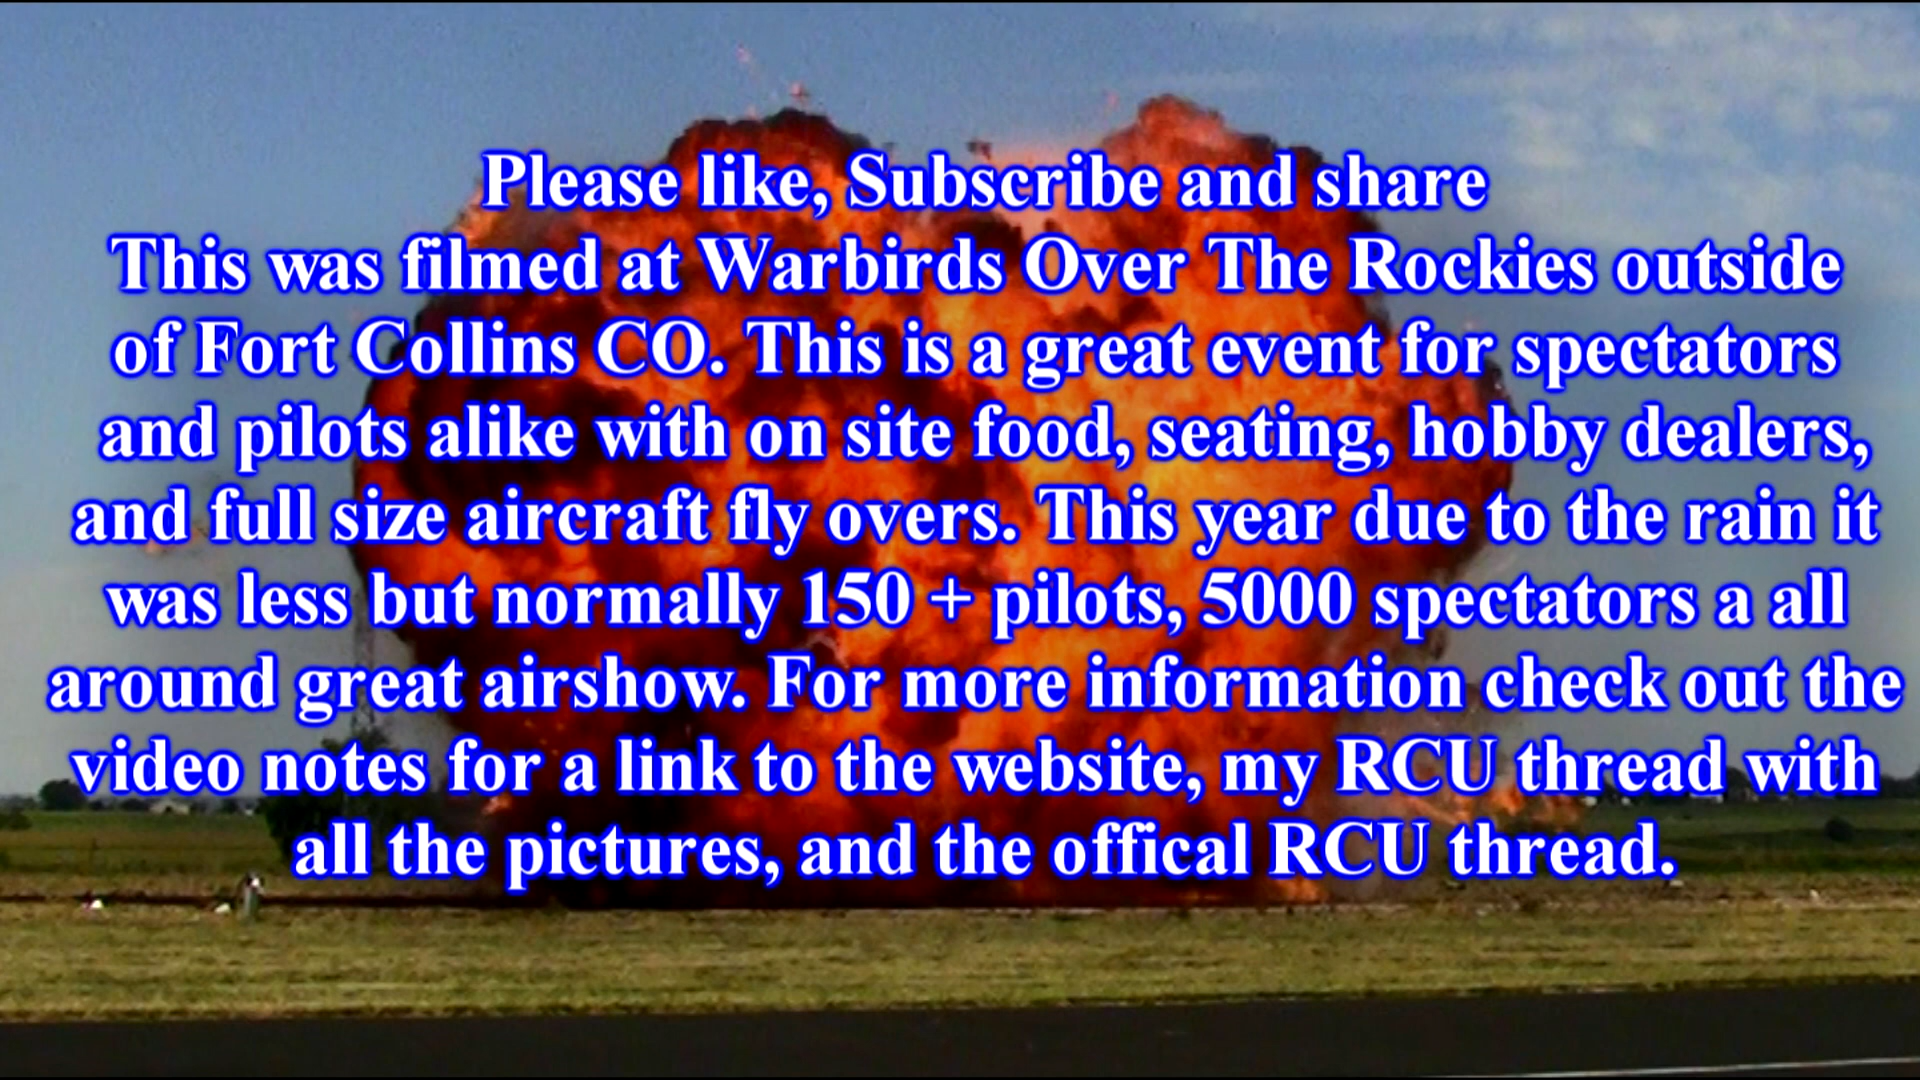 Please like, Subscribe and share
This was filmed at Warbirds Over The Rockies outside
of Fort Collins CO. This is a great event for spectators
and pilots alike with on site food, seating, hobby dealers,
and full size aircraft fly overs. This year due to the rain it
was less but normally 150 + pilots, 5000 spectators a all
around great airshow. For more information check out the
video notes for a link to the website, my RCU thread with
all the pictures, and the offical RCU thread.